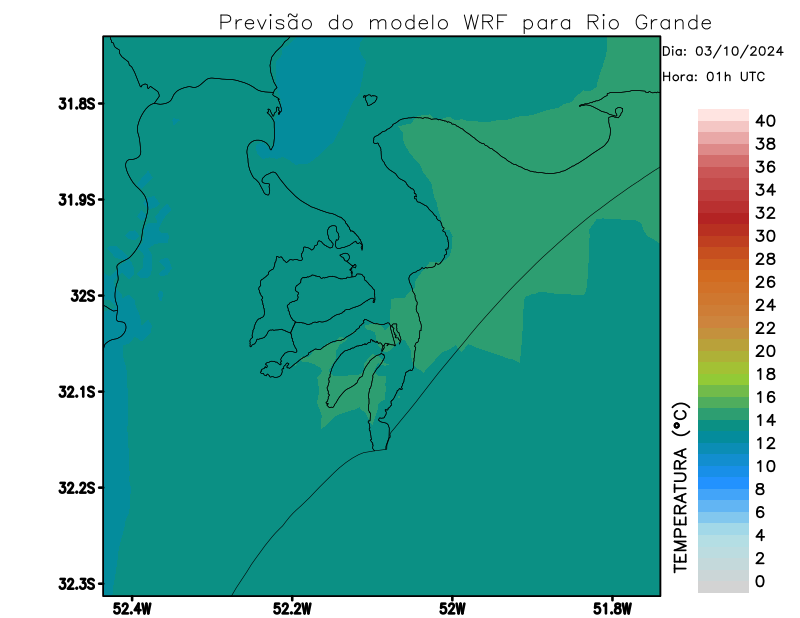 Previsão do modelo WRF para Rio Grande
Dia: 03/10/2024
Hora: 01h UTC
31.8S
31.9S
32S
32.1S
32.2S
32.3S
52.4W
52.2W
52W
51.8W
TEMPERATURA (°C)
40
38
36
34
32
30
28
26
24
22
20
18
16
14
12
10
8
6
4
2
0